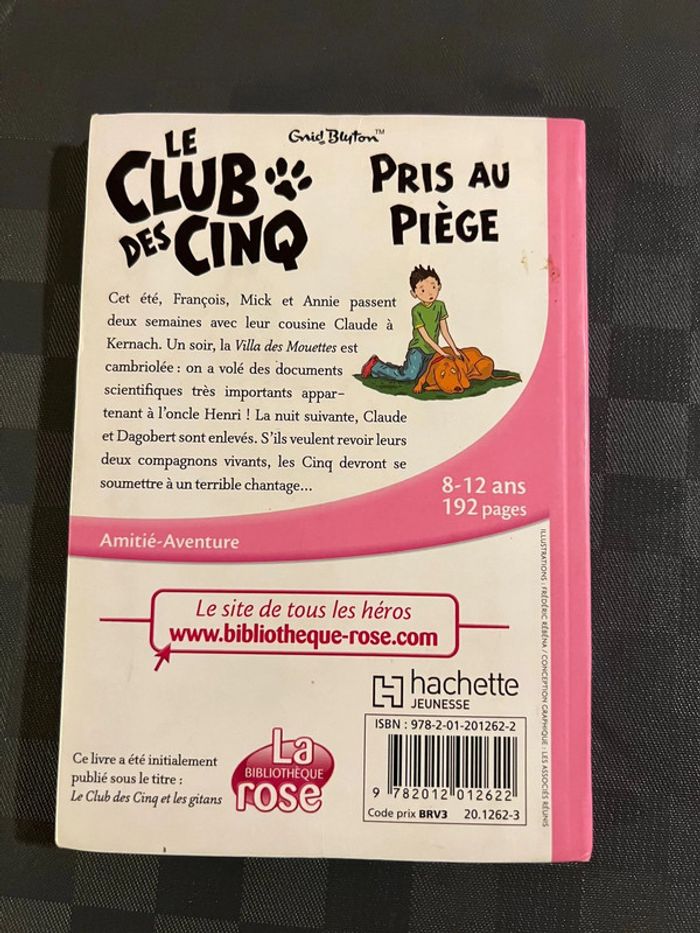 Enid Blyton™
LE
CLUB
DES CINQ
PRIS AU
PIÈGE
Cet été, François, Mick et Annie passent
deux semaines avec leur cousine Claude à
Kernach. Un soir, la Villa des Mouettes est
cambriolée : on a volé des documents
scientifiques très importants appar-
tenant à l'oncle Henri ! La nuit suivante, Claude
et Dagobert sont enlevés. S'ils veulent revoir leurs
deux compagnons vivants, les Cinq devront se
soumettre à un terrible chantage...
8-12 ans
192 pages
Amitié-Aventure
Le site de tous les héros
www.bibliotheque-rose.com
hachette
JEUNESSE
ISBN : 978-2-01-201262-2
9 782012 012622
Code prix BRV3 20.1262-3
Ce livre a été initialement
publié sous le titre :
Le Club des Cinq et les gitans
La
BIBLIOTHÈQUE
rose
ILLUSTRATIONS : FRÉDÉRIC RÉBÉNA / CONCEPTION GRAPHIQUE : LES ASSOCIÉS RÉUNIS